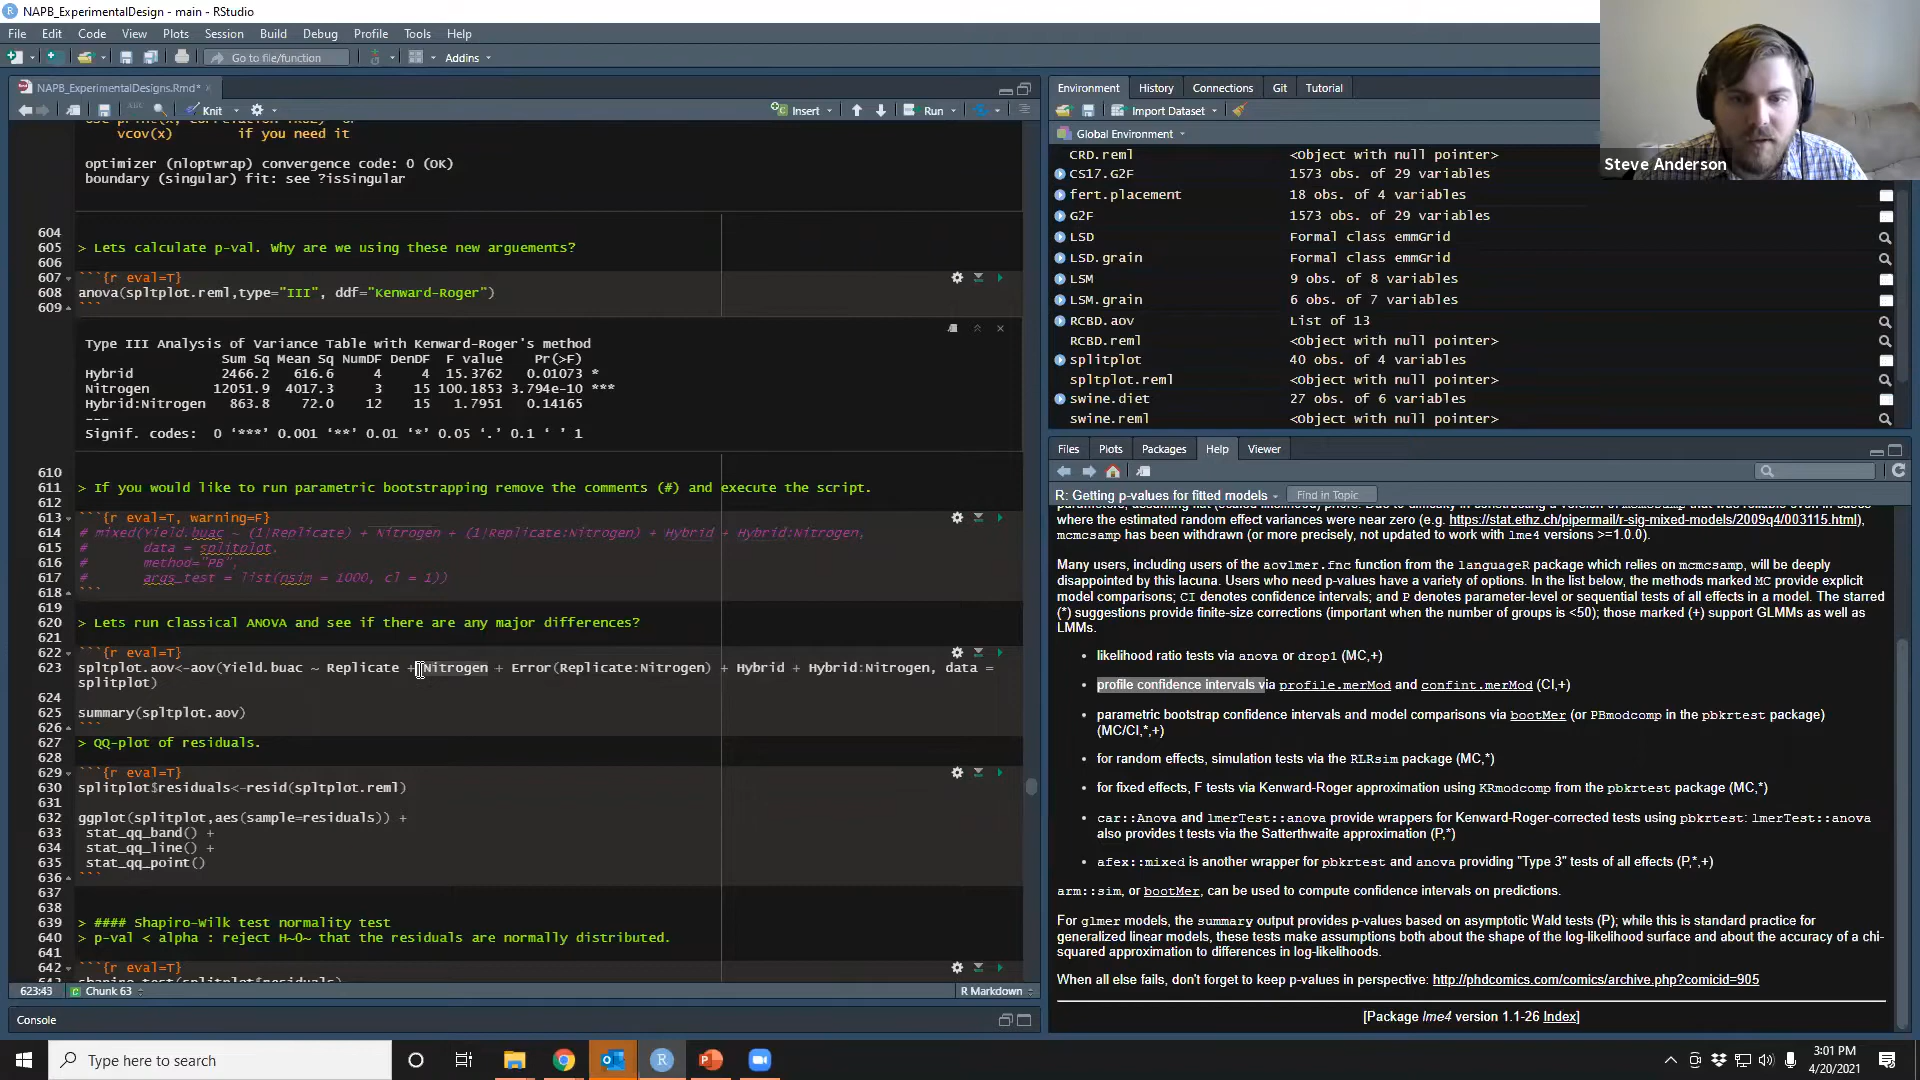 NAPB_ExperimentalDesign - main - RStudio
File Edit Code View Plots Session Build Debug Profile Tools Help
Go to file/function Addins
NAPB_ExperimentalDesigns.Rmd*
Knit Insert Run
vcov(x) if you need it
optimizer (nloptwrap) convergence code: 0 (OK)
boundary (singular) fit: see ?isSingular
604
605 > Lets calculate p-val. Why are we using these new arguements?
606
607 ```{r eval=T}
608 anova(spltplot.reml,type="III", ddf="Kenward-Roger")
609 ```
Type III Analysis of Variance Table with Kenward-Roger's method
Sum Sq Mean Sq NumDF DenDF F value Pr(>F)
Hybrid 2466.2 616.6 4 4 15.3762 0.01073 *
Nitrogen 12051.9 4017.3 3 15 100.1853 3.794e-10 ***
Hybrid:Nitrogen 863.8 72.0 12 15 1.7951 0.14165
---
Signif. codes: 0 ‘***’ 0.001 ‘**’ 0.01 ‘*’ 0.05 ‘.’ 0.1 ‘ ’ 1
610
611 > If you would like to run parametric bootstrapping remove the comments (#) and execute the script.
612
613 ```{r eval=T, warning=F}
614 # mixed(Yield.buac ~ (1|Replicate) + Nitrogen + (1|Replicate:Nitrogen) + Hybrid + Hybrid:Nitrogen,
615 # data = splitplot,
616 # method="PB",
617 # args_test = list(nsim = 1000, cl = 1))
618 ```
619
620 > Lets run classical ANOVA and see if there are any major differences?
621
622 ```{r eval=T}
623 spltplot.aov<-aov(Yield.buac ~ Replicate + Nitrogen + Error(Replicate:Nitrogen) + Hybrid + Hybrid:Nitrogen, data =
splitplot)
624
625 summary(spltplot.aov)
626 ```
627 > QQ-plot of residuals.
628
629 ```{r eval=T}
630 splitplot$residuals<-resid(spltplot.reml)
631
632 ggplot(splitplot,aes(sample=residuals)) +
633 stat_qq_band() +
634 stat_qq_line() +
635 stat_qq_point()
636 ```
637
638
639 > #### Shapiro-Wilk test normality test
640 > p-val < alpha : reject H~O~ that the residuals are normally distributed.
641
642 ```{r eval=T}
623:43 Chunk 63 R Markdown
Console
Environment History Connections Git Tutorial
Import Dataset
Global Environment
CRD.reml <Object with null pointer>
CS17.G2F 1573 obs. of 29 variables
fert.placement 18 obs. of 4 variables
G2F 1573 obs. of 29 variables
LSD Formal class emmGrid
LSD.grain Formal class emmGrid
LSM 9 obs. of 8 variables
LSM.grain 6 obs. of 7 variables
RCBD.aov List of 13
RCBD.reml <Object with null pointer>
splitplot 40 obs. of 4 variables
spltplot.reml <Object with null pointer>
swine.diet 27 obs. of 6 variables
swine.reml <Object with null pointer>
Steve Anderson
Files Plots Packages Help Viewer
R: Getting p-values for fitted models Find in Topic
where the estimated random effect variances were near zero (e.g. https://stat.ethz.ch/pipermail/r-sig-mixed-models/2009q4/003115.html),
mcmcsamp has been withdrawn (or more precisely, not updated to work with lme4 versions >=1.0.0).
Many users, including users of the aovlmer.fnc function from the languageR package which relies on mcmcsamp, will be deeply
disappointed by this lacuna. Users who need p-values have a variety of options. In the list below, the methods marked MC provide explicit
model comparisons; CI denotes confidence intervals; and P denotes parameter-level or sequential tests of all effects in a model. The starred
(*) suggestions provide finite-size corrections (important when the number of groups is <50); those marked (+) support GLMMs as well as
LMMs.
• likelihood ratio tests via anova or drop1 (MC,+)
• profile confidence intervals via profile.merMod and confint.merMod (CI,+)
• parametric bootstrap confidence intervals and model comparisons via bootMer (or PBmodcomp in the pbkrtest package)
(MC/CI,*,+)
• for random effects, simulation tests via the RLRsim package (MC,*)
• for fixed effects, F tests via Kenward-Roger approximation using KRmodcomp from the pbkrtest package (MC,*)
• car::Anova and lmerTest::anova provide wrappers for Kenward-Roger-corrected tests using pbkrtest: lmerTest::anova
also provides t tests via the Satterthwaite approximation (P,*)
• afex::mixed is another wrapper for pbkrtest and anova providing "Type 3" tests of all effects (P,*,+)
arm::sim, or bootMer, can be used to compute confidence intervals on predictions.
For glmer models, the summary output provides p-values based on asymptotic Wald tests (P); while this is standard practice for
generalized linear models, these tests make assumptions both about the shape of the log-likelihood surface and about the accuracy of a chi-
squared approximation to differences in log-likelihoods.
When all else fails, don't forget to keep p-values in perspective: http://phdcomics.com/comics/archive.php?comicid=905
[Package lme4 version 1.1-26 Index]
Type here to search
3:01 PM
4/20/2021